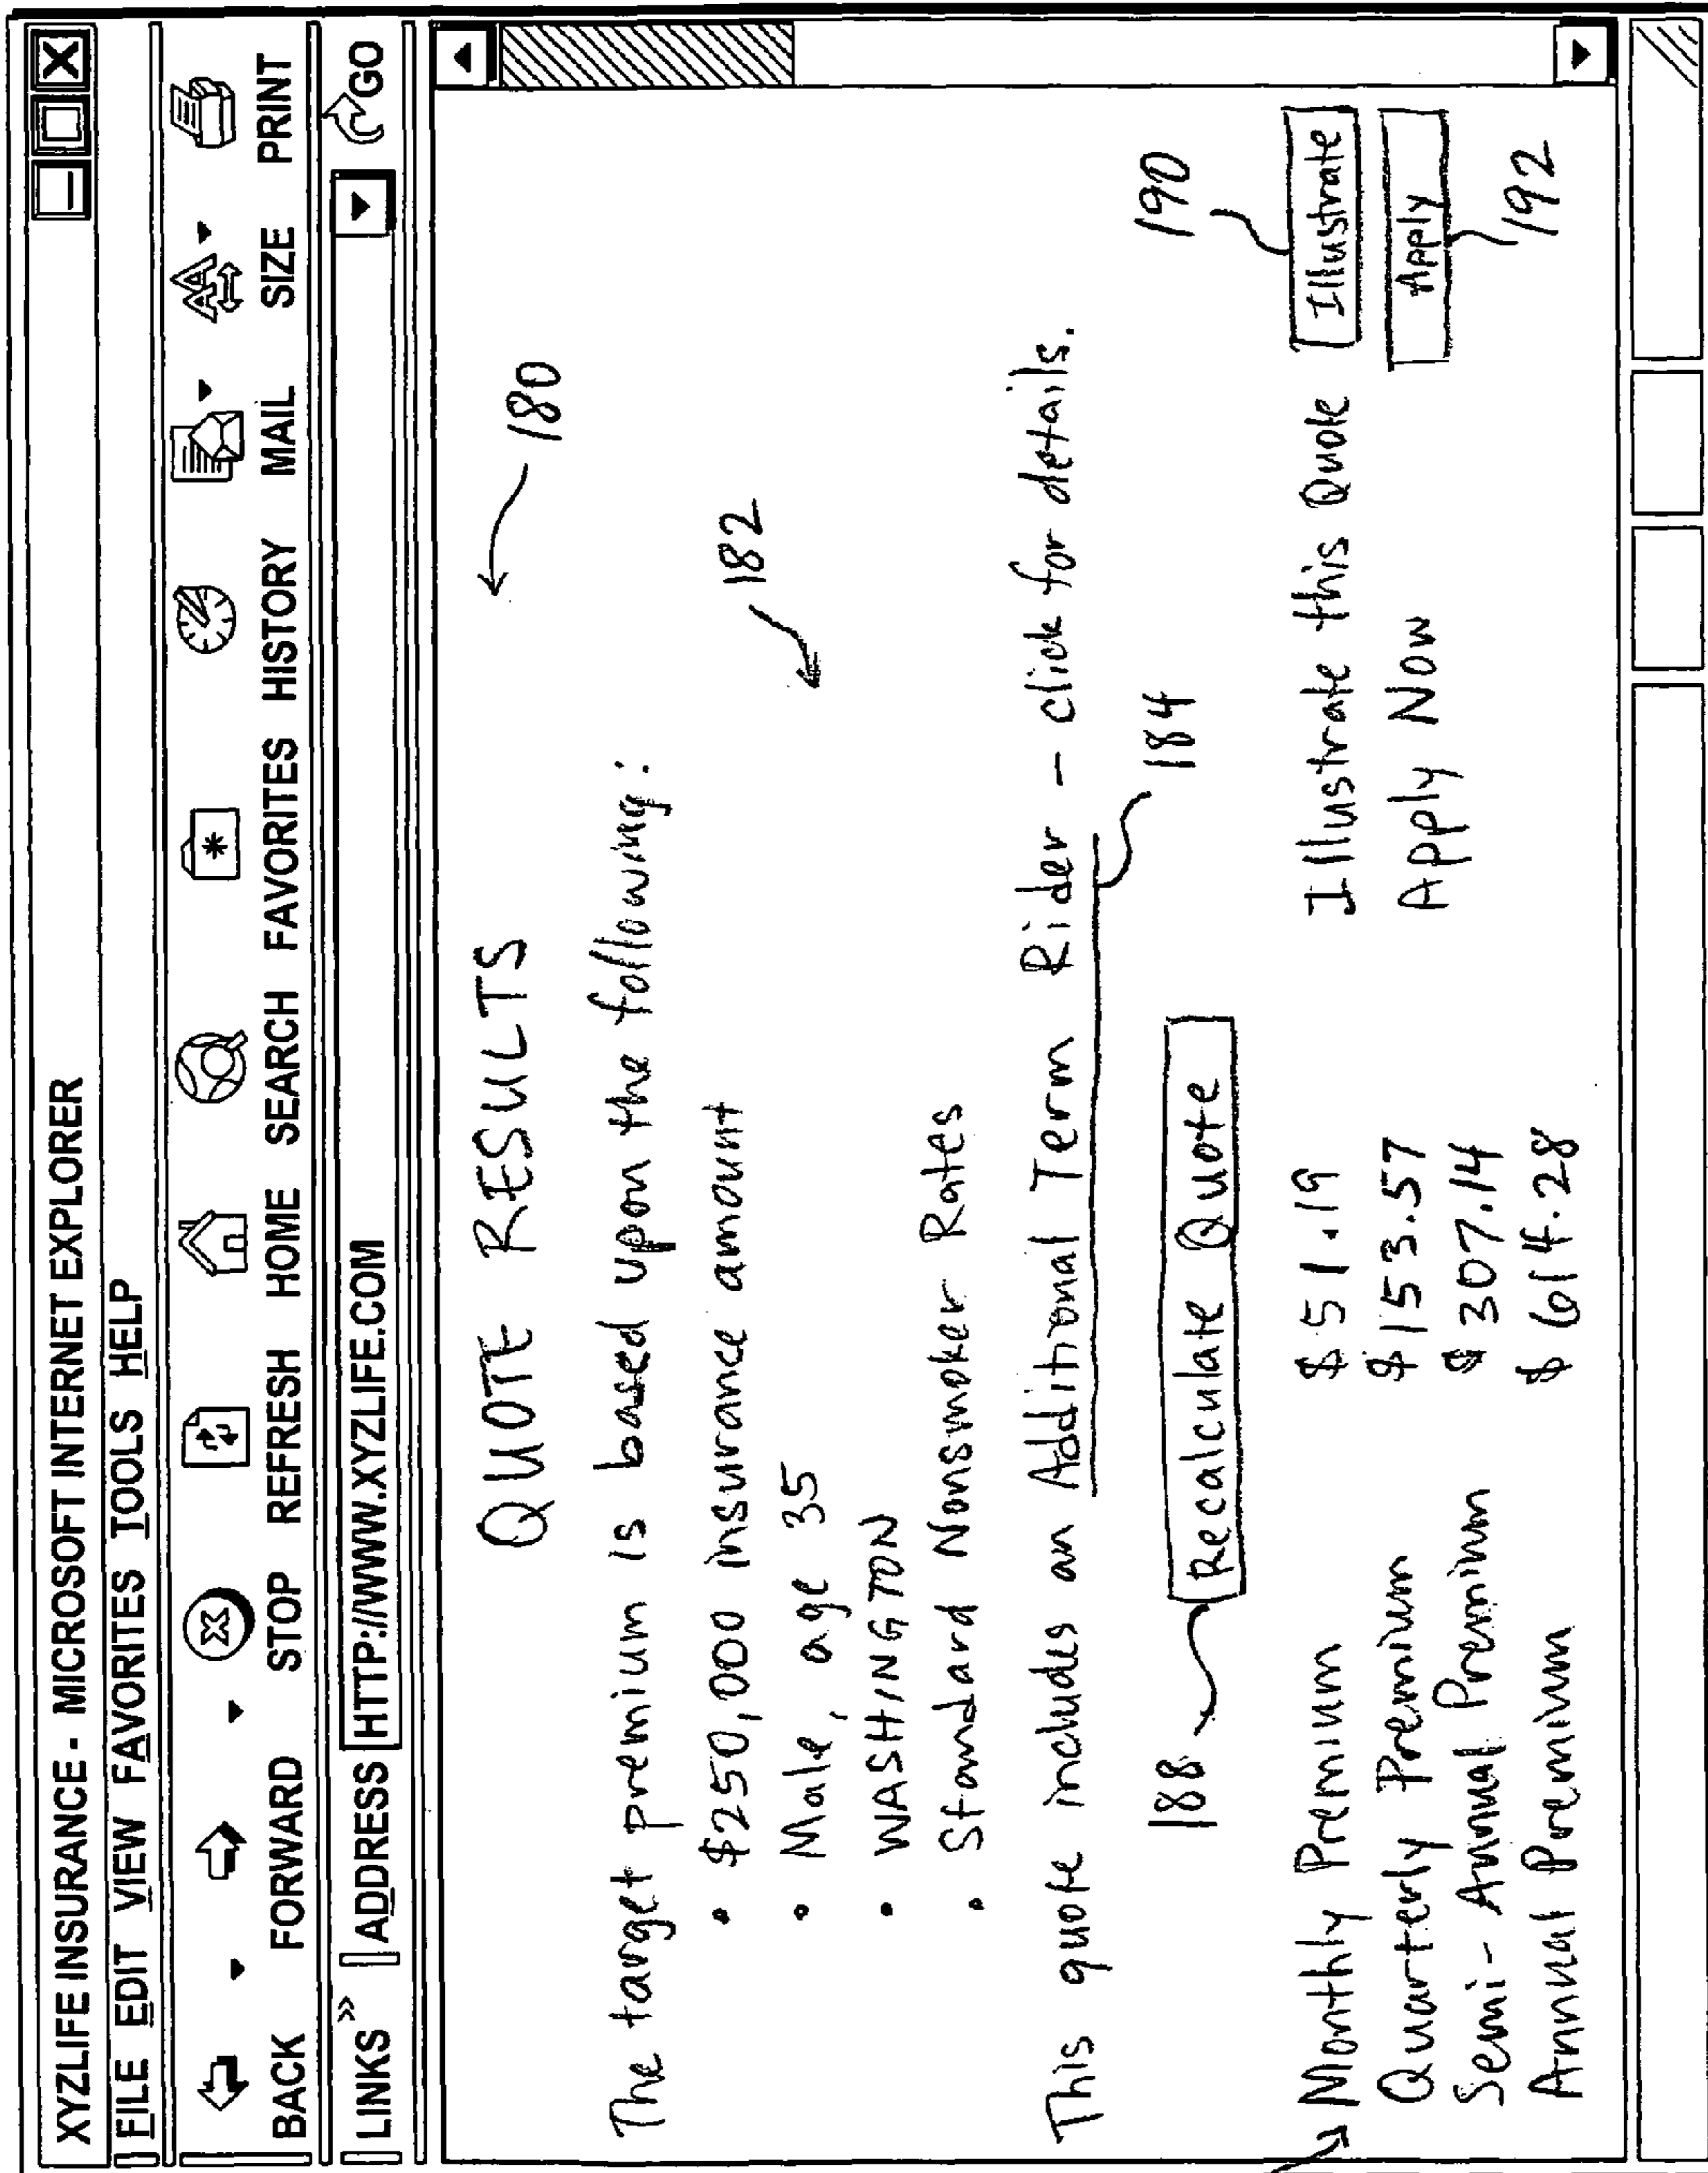 XYZLIFE INSURANCE - MICROSOFT INTERNET EXPLORER
FILE EDIT VIEW FAVORITES TOOLS HELP
BACK FORWARD STOP REFRESH HOME SEARCH FAVORITES HISTORY MAIL SIZE PRINT
LINKS » ADDRESS HTTP://WWW.XYZLIFE.COM GO
QUOTE RESULTS 180
The target premium is based upon the following:
• $250,000 insurance amount 182
• Male, age 35
• WASHINGTON
• Standard Nonsmoker Rates
This quote includes an Additional Term Rider - click for details.
184
188 Recalculate Quote 190
Monthly Premium $51.19 Illustrate this Quote Illustrate
Quarterly Premium $153.57 Apply Now Apply
Semi-Annual Premium $307.14
Annual Premium $614.28 192